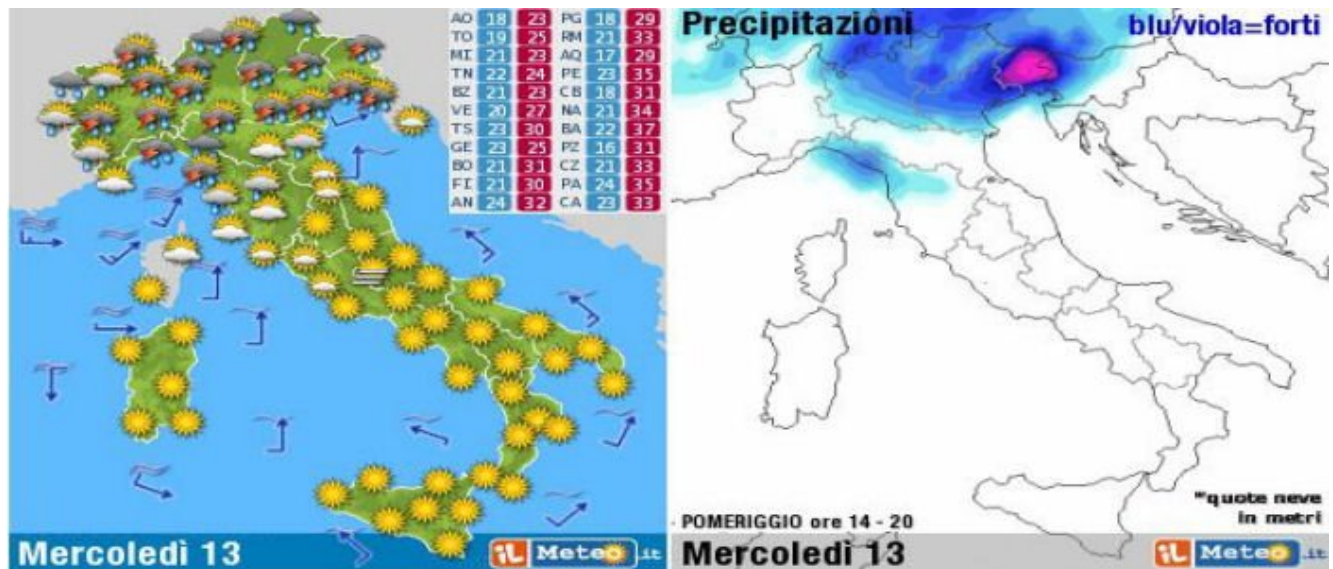 AO 18 23 PG 18 29
TO 19 25 RM 21 33
MI 21 23 AQ 17 29
TN 22 24 PE 23 35
BZ 21 23 CB 18 31
VE 20 27 NA 21 34
TS 23 30 BA 22 37
GE 23 25 PZ 16 31
BO 21 31 CZ 21 33
FI 21 30 PA 24 35
AN 24 32 CA 23 33
Mercoledì 13
iL Meteo.it
Precipitazioni
blu/viola=forti
- POMERIGGIO ore 14 - 20
"quote neve
in metri
Mercoledì 13
iL Meteo.it